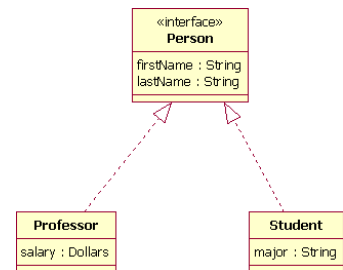 «interface»
Person
firstName : String
lastName : String
Professor
salary : Dollars
Student
major : String